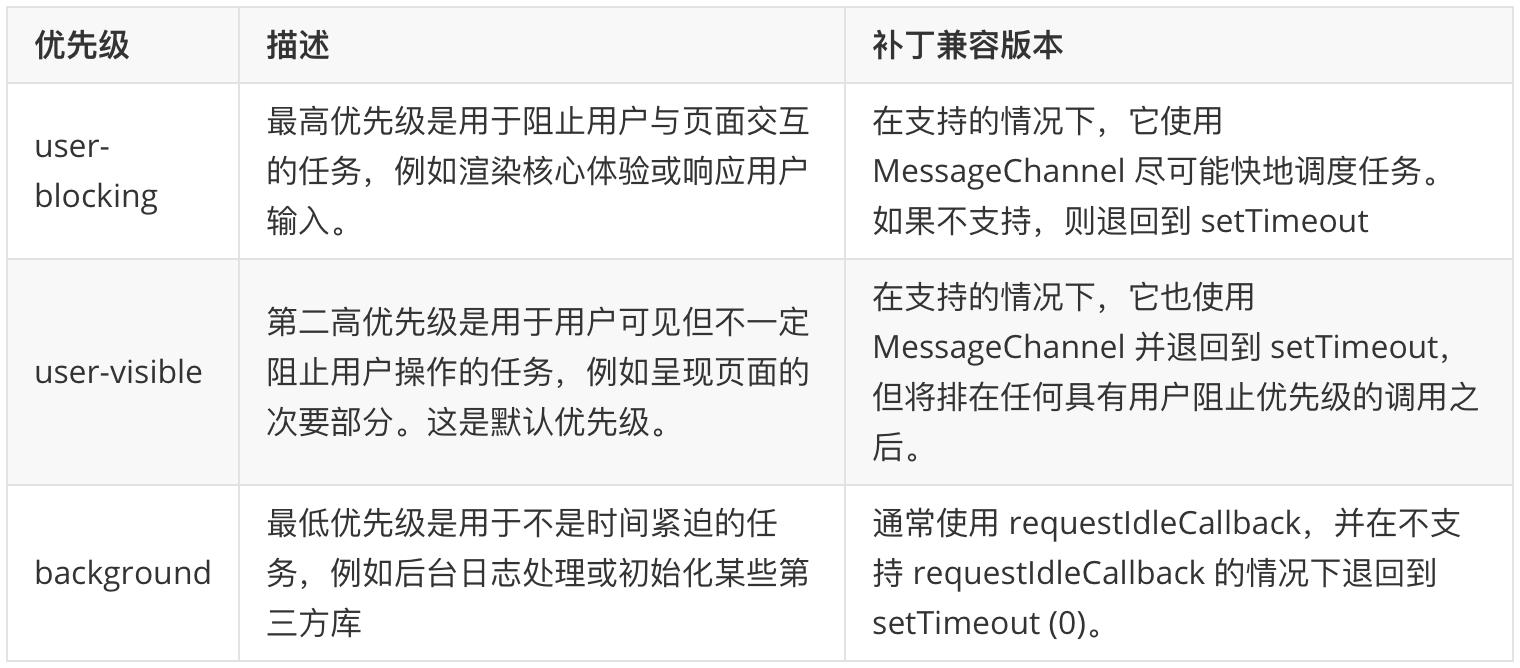 优先级
描述
补丁兼容版本
user-
blocking
最高优先级是用于阻止用户与页面交互
的任务，例如渲染核心体验或响应用户
输入。
在支持的情况下，它使用
MessageChannel 尽可能快地调度任务。
如果不支持，则退回到 setTimeout
user-visible
第二高优先级是用于用户可见但不一定
阻止用户操作的任务，例如呈现页面的
次要部分。这是默认优先级。
在支持的情况下，它也使用
MessageChannel 并退回到 setTimeout，
但将排在任何具有用户阻止优先级的调用之
后。
background
最低优先级是用于不是时间紧迫的任
务，例如后台日志处理或初始化某些第
三方库
通常使用 requestIdleCallback，并在不支
持 requestIdleCallback 的情况下退回到
setTimeout (0)。